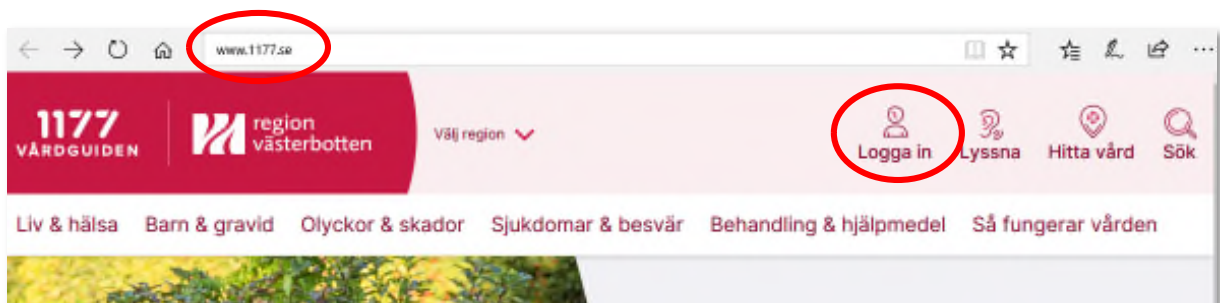 www.1177.se
1177
VÅRDGUIDEN
region
västerbotten
Välj region
Logga in
Lyssna
Hitta vård
Sök
Liv & hälsa Barn & gravid Olyckor & skador Sjukdomar & besvär Behandling & hjälpmedel Så fungerar vården